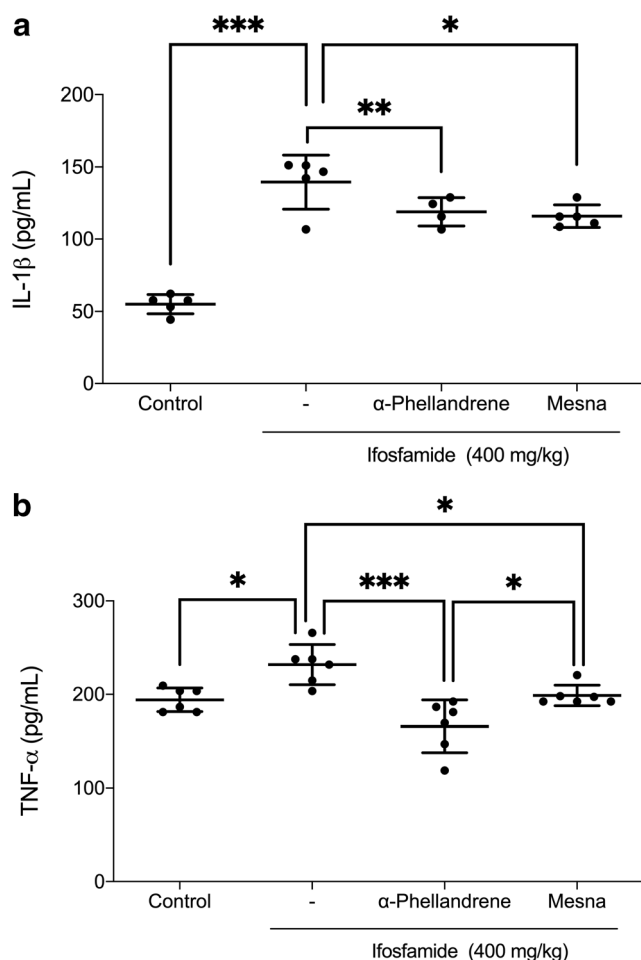 a
*** *
**
200
150
100
50
0
IL-1β (pg/mL)
Control - α-Phellandrene Mesna
Ifosfamide (400 mg/kg)
b
*
* *** *
300
200
100
0
TNF-α (pg/mL)
Control - α-Phellandrene Mesna
Ifosfamide (400 mg/kg)